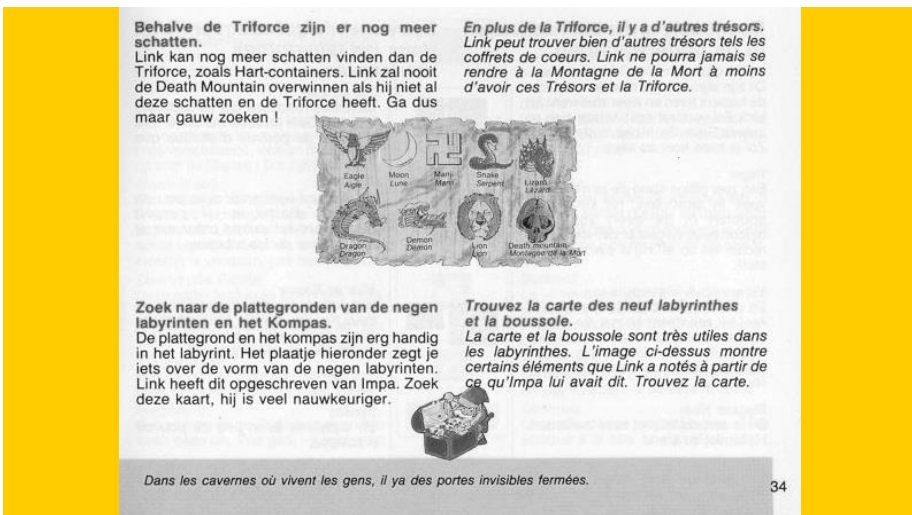 Behalve de Triforce zijn er nog meer
schatten.
Link kan nog meer schatten vinden dan de
Triforce, zoals Hart-containers. Link zal nooit
de Death Mountain overwinnen als hij niet al
deze schatten en de Triforce heeft. Ga dus
maar gauw zoeken !
En plus de la Triforce, il y a d'autres trésors.
Link peut trouver bien d'autres trésors tels les
coffrets de coeurs. Link ne pourra jamais se
rendre à la Montagne de la Mort à moins
d'avoir ces Trésors et la Triforce.
Eagle
Aigle
Moon
Lune
Manji
Manji
Snake
Serpent
Lizard
Lézard
Dragon
Dragon
Demon
Démon
Lion
Lion
Death mountain
Montagne de la Mort
Zoek naar de plattegronden van de negen
labyrinten en het Kompas.
De plattegrond en het kompas zijn erg handig
in het labyrint. Het plaatje hieronder zegt je
iets over de vorm van de negen labyrinten.
Link heeft dit opgeschreven van Impa. Zoek
deze kaart, hij is veel nauwkeuriger.
Trouvez la carte des neuf labyrinthes
et la boussole.
La carte et la boussole sont très utiles dans
les labyrinthes. L'image ci-dessus montre
certains éléments que Link a notés à partir de
ce qu'Impa lui avait dit. Trouvez la carte.
Dans les cavernes où vivent les gens, il ya des portes invisibles fermées.
34